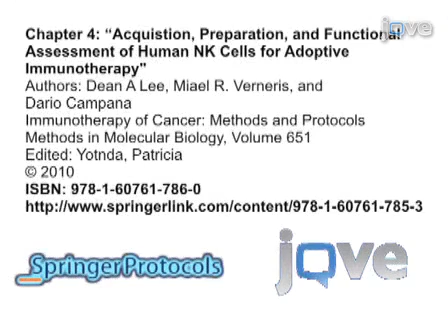 jove
Chapter 4: “Acquistion, Preparation, and Functional
Assessment of Human NK Cells for Adoptive
Immunotherapy"
Authors: Dean A Lee, Miael R. Verneris, and
Dario Campana
Immunotherapy of Cancer: Methods and Protocols
Methods in Molecular Biology, Volume 651
Edited: Yotnda, Patricia
© 2010
ISBN: 978-1-60761-786-0
http://www.springerlink.com/content/978-1-60761-785-3
SpringerProtocols
jove